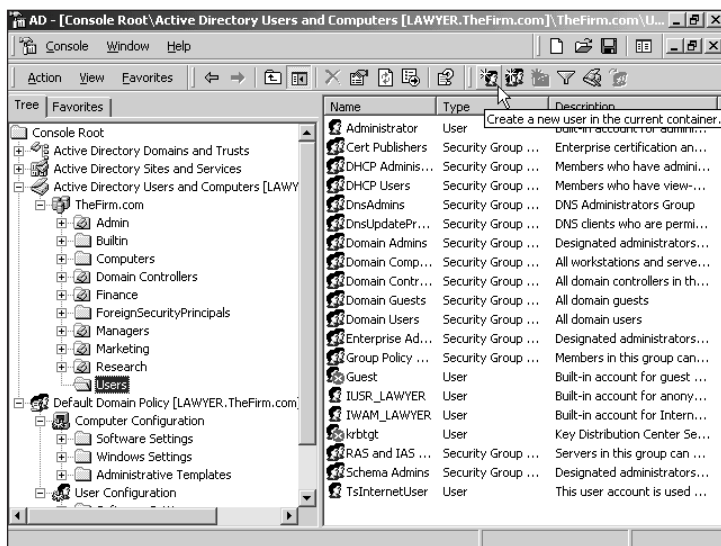 AD - [Console Root\Active Directory Users and Computers [LAWYER.TheFirm.com]\TheFirm.com\U...
Console Window Help
Action View Favorites
Tree Favorites
Name Type Description
Create a new user in the current container.
Console Root
Active Directory Domains and Trusts
Active Directory Sites and Services
Active Directory Users and Computers [LAWY
TheFirm.com
Admin
Builtin
Computers
Domain Controllers
Finance
ForeignSecurityPrincipals
Managers
Marketing
Research
Users
Default Domain Policy [LAWYER.TheFirm.com]
Computer Configuration
Software Settings
Windows Settings
Administrative Templates
User Configuration
Administrator User Built-in account for admini...
Cert Publishers Security Group ... Enterprise certification an...
DHCP Adminis... Security Group ... Members who have admini...
DHCP Users Security Group ... Members who have view-...
DnsAdmins Security Group ... DNS Administrators Group
DnsUpdatePr... Security Group ... DNS clients who are permi...
Domain Admins Security Group ... Designated administrators...
Domain Comp... Security Group ... All workstations and serve...
Domain Contr... Security Group ... All domain controllers in th...
Domain Guests Security Group ... All domain guests
Domain Users Security Group ... All domain users
Enterprise Ad... Security Group ... Designated administrators...
Group Policy ... Security Group ... Members in this group can...
Guest User Built-in account for guest ...
IUSR_LAWYER User Built-in account for anony...
IWAM_LAWYER User Built-in account for Intern...
krbtgt User Key Distribution Center Se...
RAS and IAS ... Security Group ... Servers in this group can ...
Schema Admins Security Group ... Designated administrators...
TsInternetUser User This user account is used ...